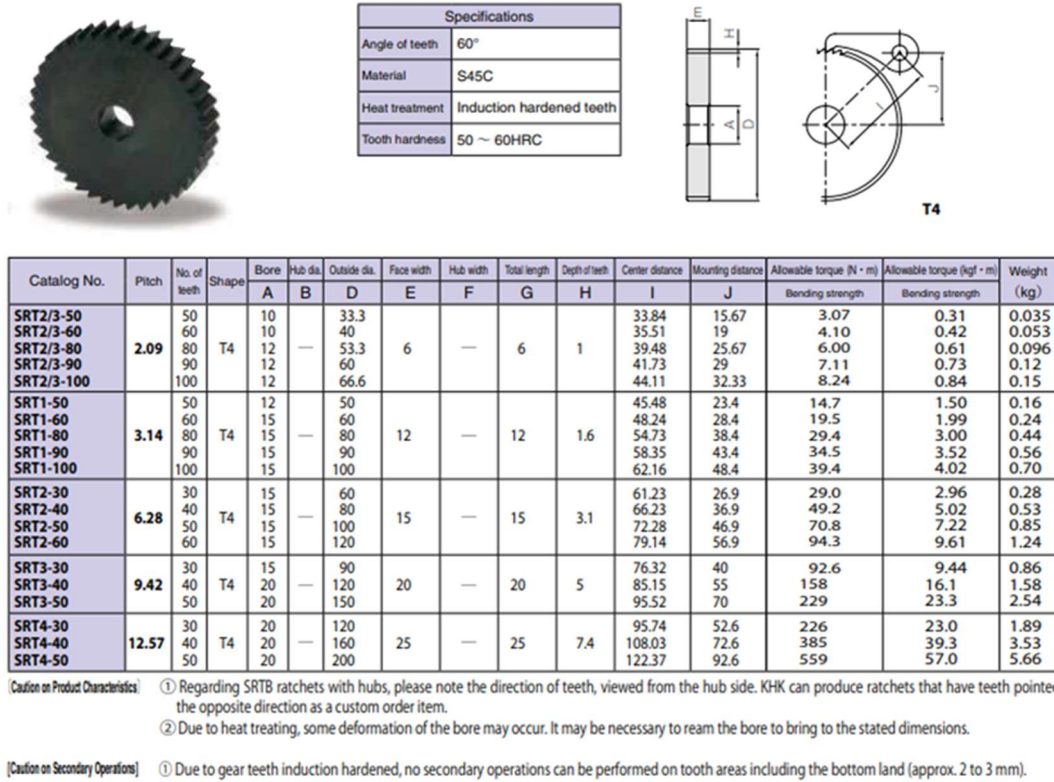 Specifications
Angle of teeth 60°
Material S45C
Heat treatment Induction hardened teeth
Tooth hardness 50 ～ 60HRC
E
H
A
D
I
J
T4
Catalog No. Pitch No. of teeth Shape Bore Hub dia. Outside dia. Face width Hub width Total length Depth of teeth Center distance Mounting distance Allowable torque (N・m) Allowable torque (kgf・m) Weight (kg)
A B D E F G H I J Bending strength Bending strength
SRT2/3-50 50 10 33.3 33.84 15.67 3.07 0.31 0.035
SRT2/3-60 60 10 40 35.51 19 4.10 0.42 0.053
SRT2/3-80 2.09 80 T4 12 — 53.3 6 — 6 1 39.48 25.67 6.00 0.61 0.096
SRT2/3-90 90 12 60 41.73 29 7.11 0.73 0.12
SRT2/3-100 100 12 66.6 44.11 32.33 8.24 0.84 0.15
SRT1-50 50 12 50 45.48 23.4 14.7 1.50 0.16
SRT1-60 60 15 60 48.24 28.4 19.5 1.99 0.24
SRT1-80 3.14 80 T4 15 — 80 12 — 12 1.6 54.73 38.4 29.4 3.00 0.44
SRT1-90 90 15 90 58.35 43.4 34.5 3.52 0.56
SRT1-100 100 15 100 62.16 48.4 39.4 4.02 0.70
SRT2-30 30 15 60 61.23 26.9 29.0 2.96 0.28
SRT2-40 6.28 40 T4 15 — 80 15 — 15 3.1 66.23 36.9 49.2 5.02 0.53
SRT2-50 50 15 100 72.28 46.9 70.8 7.22 0.85
SRT2-60 60 15 120 79.14 56.9 94.3 9.61 1.24
SRT3-30 30 15 90 76.32 40 92.6 9.44 0.86
SRT3-40 9.42 40 T4 20 — 120 20 — 20 5 85.15 55 158 16.1 1.58
SRT3-50 50 20 150 95.52 70 229 23.3 2.54
SRT4-30 30 20 120 95.74 52.6 226 23.0 1.89
SRT4-40 12.57 40 T4 20 — 160 25 — 25 7.4 108.03 72.6 385 39.3 3.53
SRT4-50 50 20 200 122.37 92.6 559 57.0 5.66
[Caution on Product Characteristics] ① Regarding SRTB ratchets with hubs, please note the direction of teeth, viewed from the hub side. KHK can produce ratchets that have teeth pointed
the opposite direction as a custom order item.
② Due to heat treating, some deformation of the bore may occur. It may be necessary to ream the bore to bring to the stated dimensions.
[Caution on Secondary Operations] ① Due to gear teeth induction hardened, no secondary operations can be performed on tooth areas including the bottom land (approx. 2 to 3 mm).